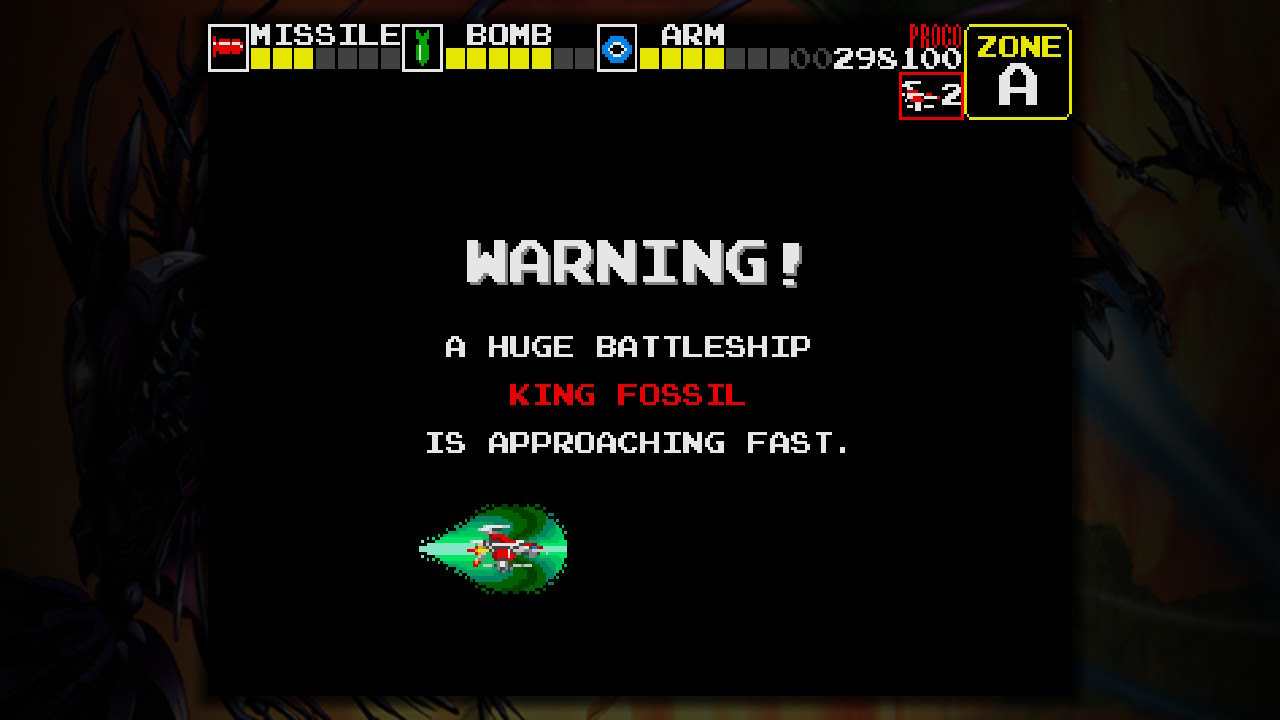 MISSILE BOMB ARM PROCO
00298100
ZONE
A
2
WARNING!
A HUGE BATTLESHIP
KING FOSSIL
IS APPROACHING FAST.